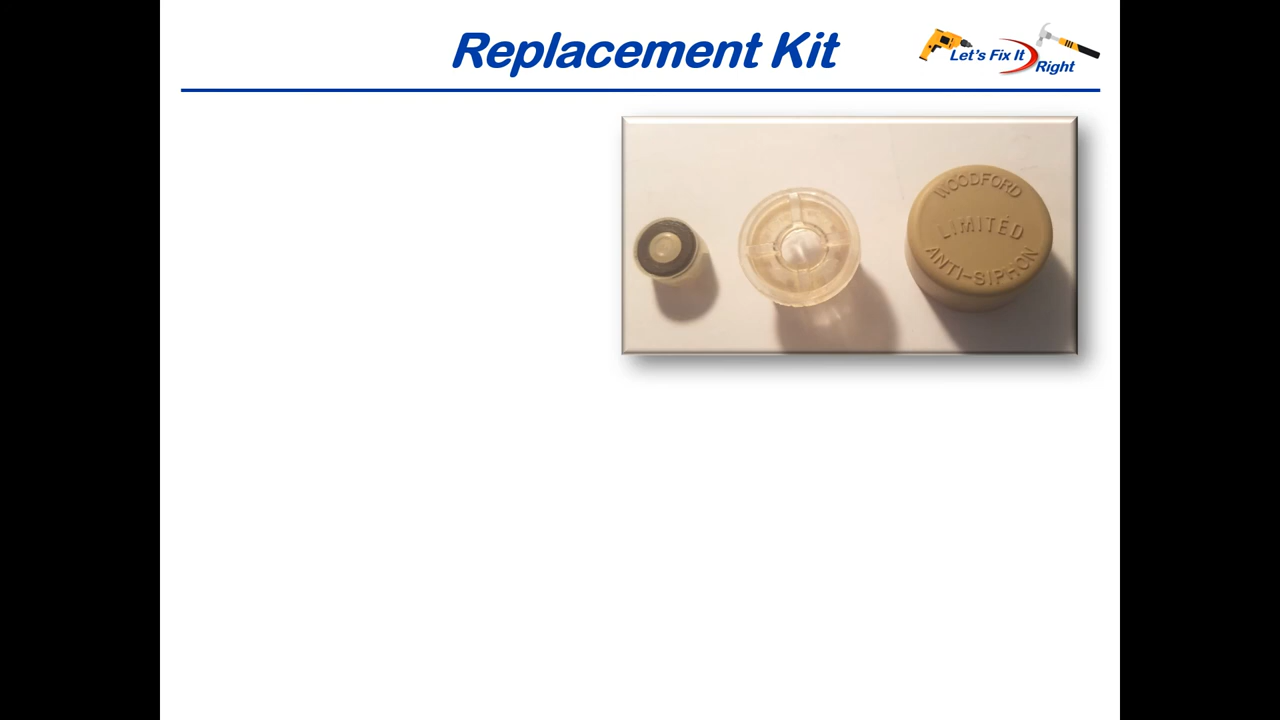 Replacement Kit
Let's Fix It
Right
WOODFORD
LIMITED
ANTI-SIPHON